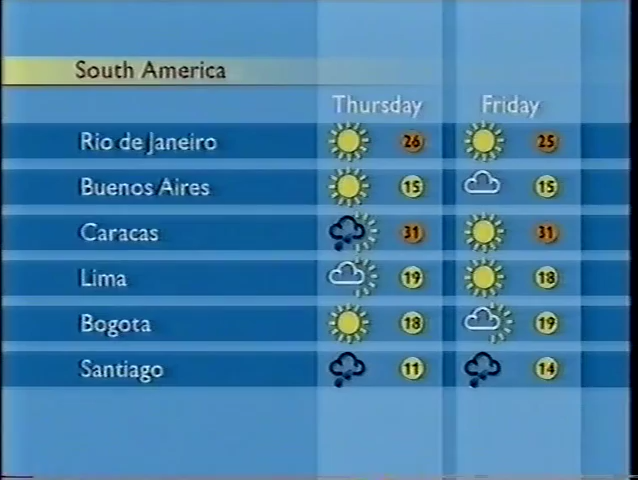 South America
Thursday Friday
Rio de Janeiro 26 25
Buenos Aires 15 15
Caracas 31 31
Lima 19 18
Bogota 18 19
Santiago 11 14